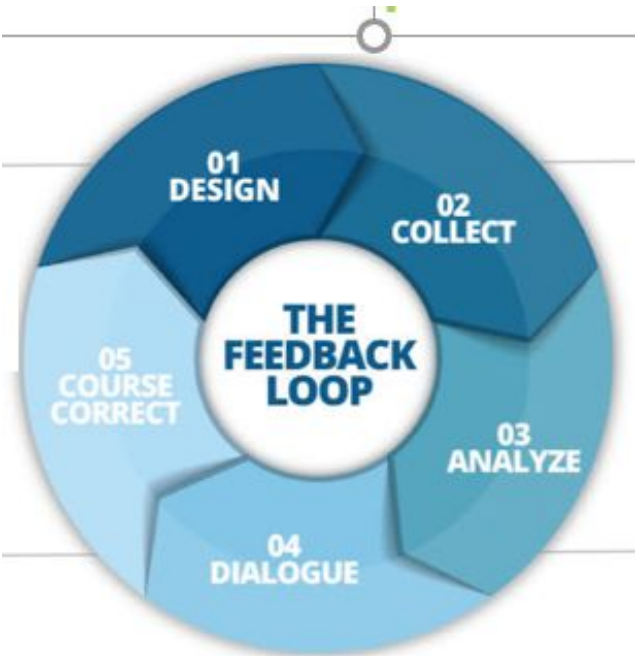 01
DESIGN
02
COLLECT
THE
FEEDBACK
LOOP
05
COURSE
CORRECT
03
ANALYZE
04
DIALOGUE